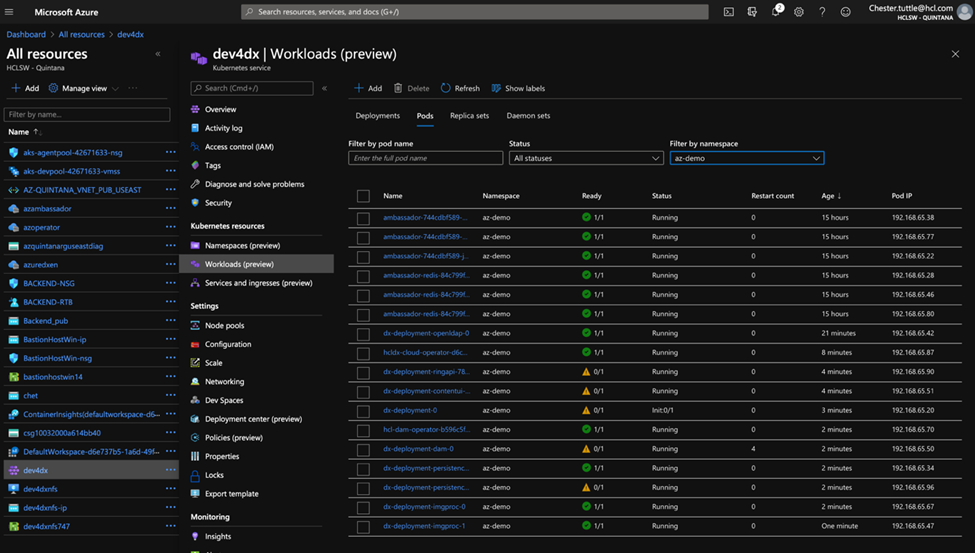 Microsoft Azure
Search resources, services, and docs (G+/)
2
Chester.tuttle@hcl.com
HCLSW - QUINTANA
Dashboard > All resources > dev4dx
All resources
HCLSW - Quintana
Add
Manage view
Filter by name...
Name
aks-agentpool-42671633-nsg
aks-devpool-42671633-vmss
AZ-QUINTANA_VNET_PUB_USEAST
azambassador
azoperator
azquintanarguseastdiag
azuredxen
BACKEND-NSG
BACKEND-RTB
Backend_pub
BastionHostWin-ip
BastionHostWin-nsg
bastionhostwin14
chet
ContainerInsights(defaultworkspace-d6...
csg10032000a614bb40
DefaultWorkspace-d6e737b5-1a6d-49f...
dev4dx
dev4dxnfs
dev4dxnfs-ip
dev4dxnfs747
dev4dx | Workloads (preview)
Kubernetes service
Search (Cmd+/)
Overview
Activity log
Access control (IAM)
Tags
Diagnose and solve problems
Security
Kubernetes resources
Namespaces (preview)
Workloads (preview)
Services and ingresses (preview)
Settings
Node pools
Configuration
Scale
Networking
Dev Spaces
Deployment center (preview)
Policies (preview)
Properties
Locks
Export template
Monitoring
Insights
Add Delete Refresh Show labels
Deployments Pods Replica sets Daemon sets
Filter by pod name Status Filter by namespace
Enter the full pod name All statuses az-demo
Name Namespace Ready Status Restart count Age ↓ Pod IP
ambassador-744cdbf589-... az-demo 1/1 Running 0 15 hours 192.168.65.38
ambassador-744cdbf589-... az-demo 1/1 Running 0 15 hours 192.168.65.77
ambassador-744cdbf589-j... az-demo 1/1 Running 0 15 hours 192.168.65.22
ambassador-redis-84c799f... az-demo 1/1 Running 0 15 hours 192.168.65.28
ambassador-redis-84c799f... az-demo 1/1 Running 0 15 hours 192.168.65.46
ambassador-redis-84c799f... az-demo 1/1 Running 0 15 hours 192.168.65.80
dx-deployment-openldap-0 az-demo 1/1 Running 0 21 minutes 192.168.65.42
hcldx-cloud-operator-d6c... az-demo 1/1 Running 0 8 minutes 192.168.65.87
dx-deployment-ringapi-78... az-demo 0/1 Running 0 4 minutes 192.168.65.90
dx-deployment-contentui-... az-demo 0/1 Running 0 4 minutes 192.168.65.51
dx-deployment-0 az-demo 0/1 Init:0/1 0 3 minutes 192.168.65.20
hcl-dam-operator-b596c5f... az-demo 1/1 Running 0 2 minutes 192.168.65.70
dx-deployment-dam-0 az-demo 0/1 Running 4 2 minutes 192.168.65.50
dx-deployment-persistenc... az-demo 1/1 Running 0 2 minutes 192.168.65.34
dx-deployment-persistenc... az-demo 0/1 Running 0 2 minutes 192.168.65.96
dx-deployment-imgproc-0 az-demo 1/1 Running 0 2 minutes 192.168.65.67
dx-deployment-imgproc-1 az-demo 1/1 Running 0 One minute 192.168.65.47